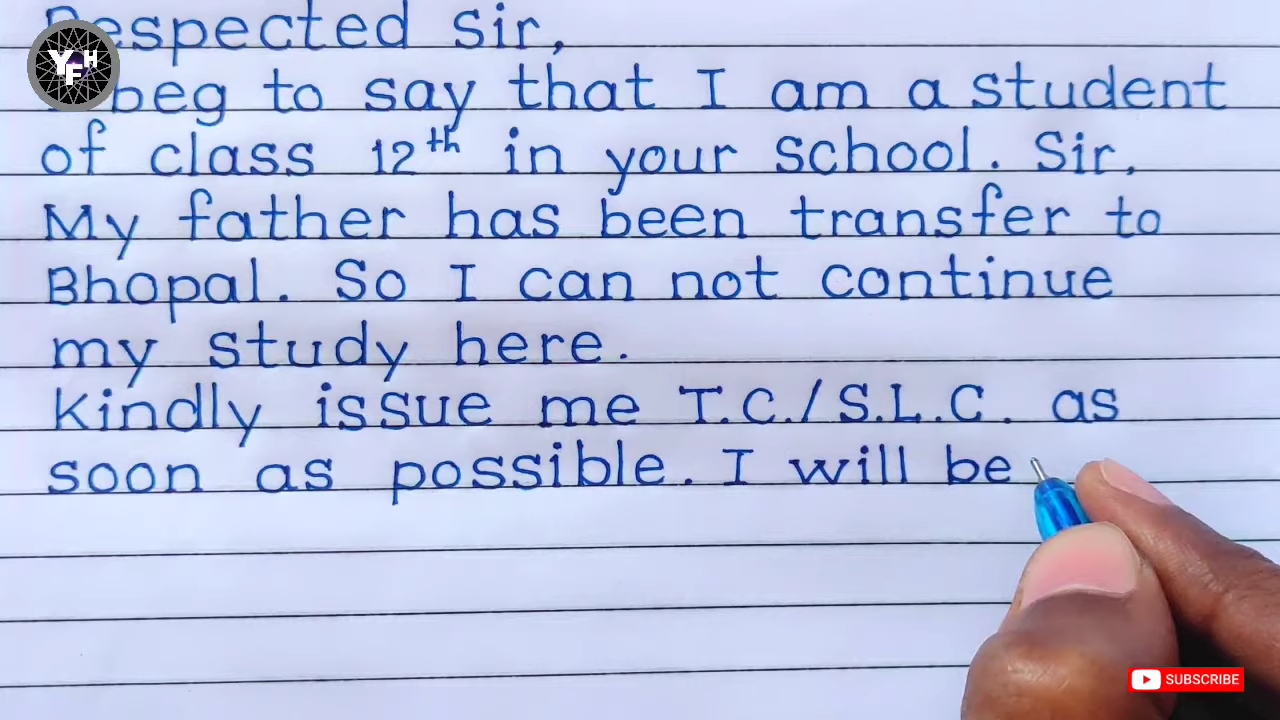 Respected Sir,
I beg to say that I am a student
of class 12th in your school. Sir,
My father has been transfer to
Bhopal. So I can not continue
my study here.
Kindly issue me T.C./S.L.C. as
soon as possible. I will be
YFH
SUBSCRIBE